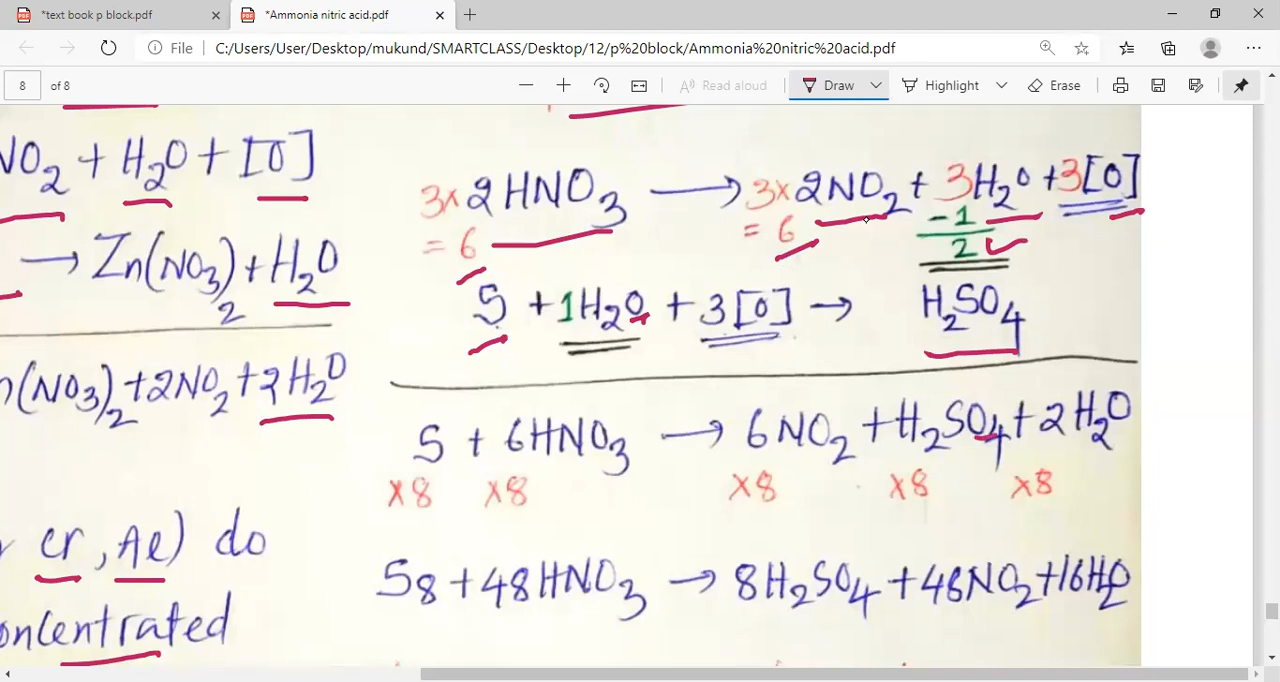 *text book p block.pdf
*Ammonia nitric acid.pdf
File
C:/Users/User/Desktop/mukund/SMARTCLASS/Desktop/12/p%20block/Ammonia%20nitric%20acid.pdf
8 of 8
Read aloud
Draw
Highlight
Erase
NO2 + H2O + [O]
→ Zn(NO3)2 + H2O
(NO3)2 + 2NO2 + 2H2O
Cr, Al) do
oncentrated
3×2HNO3 → 3×2NO2 + 3H2O + 3[O]
= 6 = 6 -1
2
S + 1H2O + 3[O] → H2SO4
S + 6HNO3 → 6NO2 + H2SO4 + 2H2O
×8 ×8 ×8 ×8 ×8
S8 + 48HNO3 → 8H2SO4 + 48NO2 + 16H2O